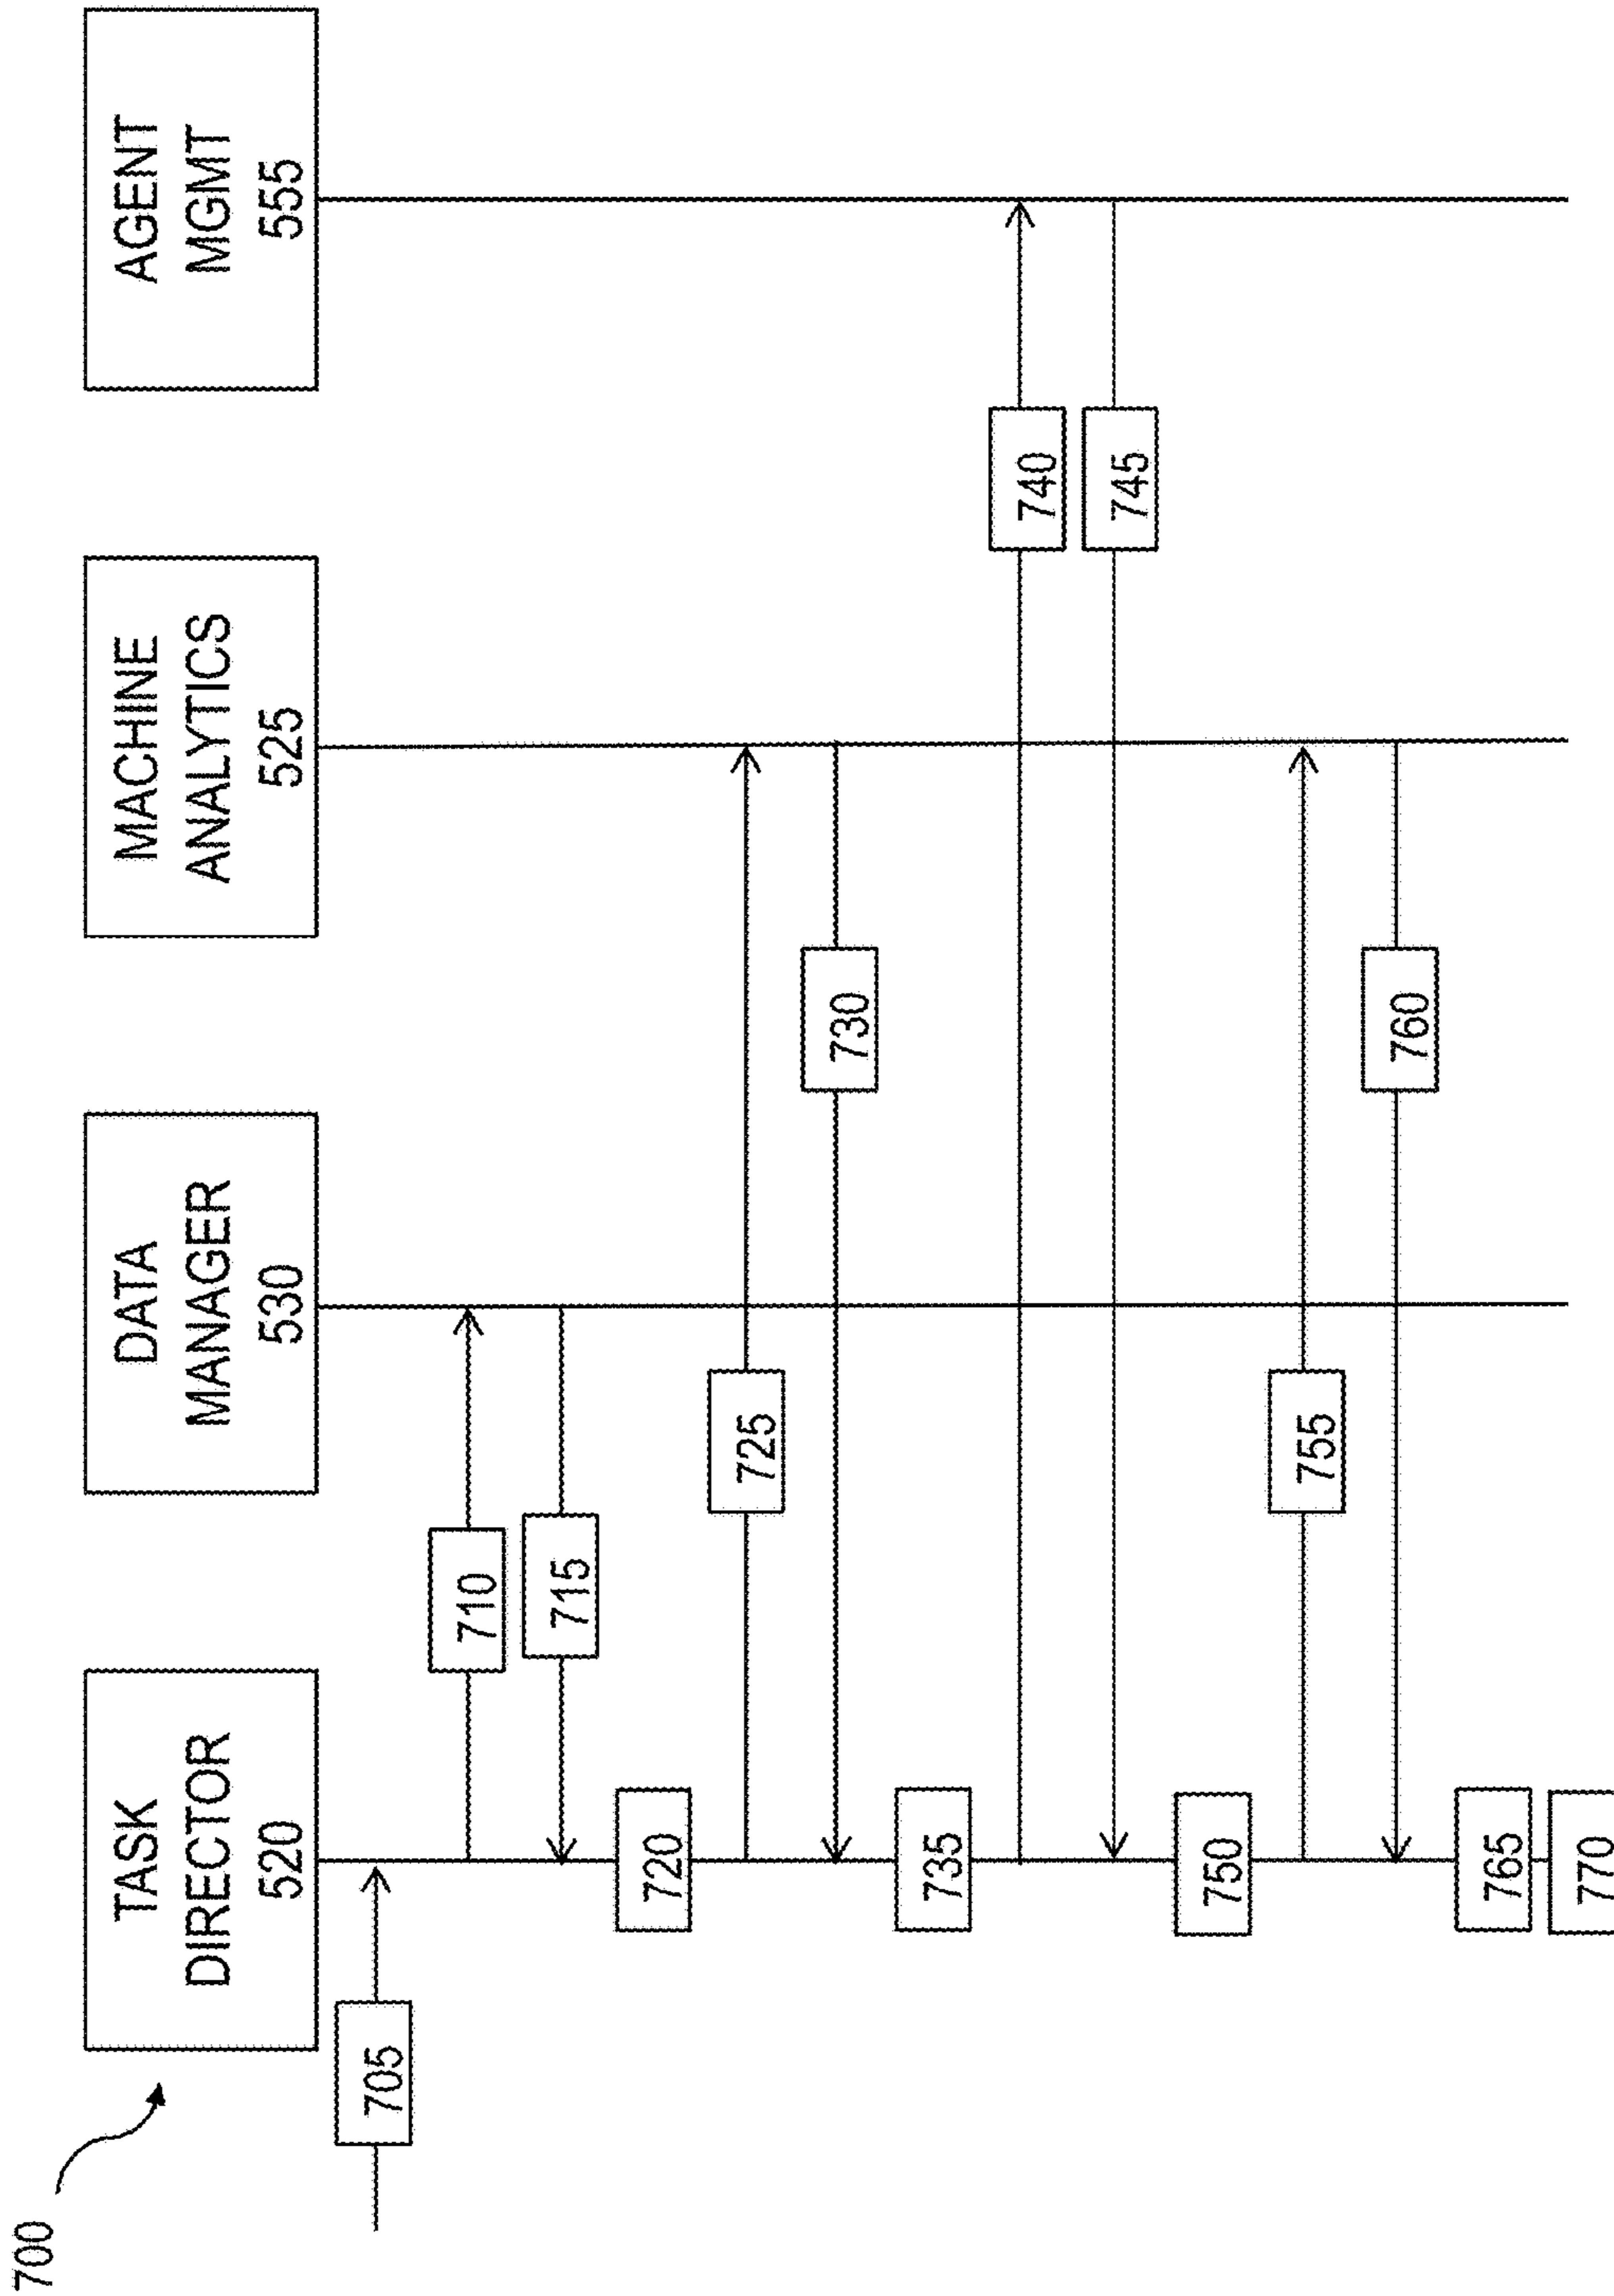 700
TASK
DIRECTOR
520
DATA
MANAGER
530
MACHINE
ANALYTICS
525
AGENT
MGMT
555
705
710
715
720
725
730
735
740
745
750
755
760
765
770